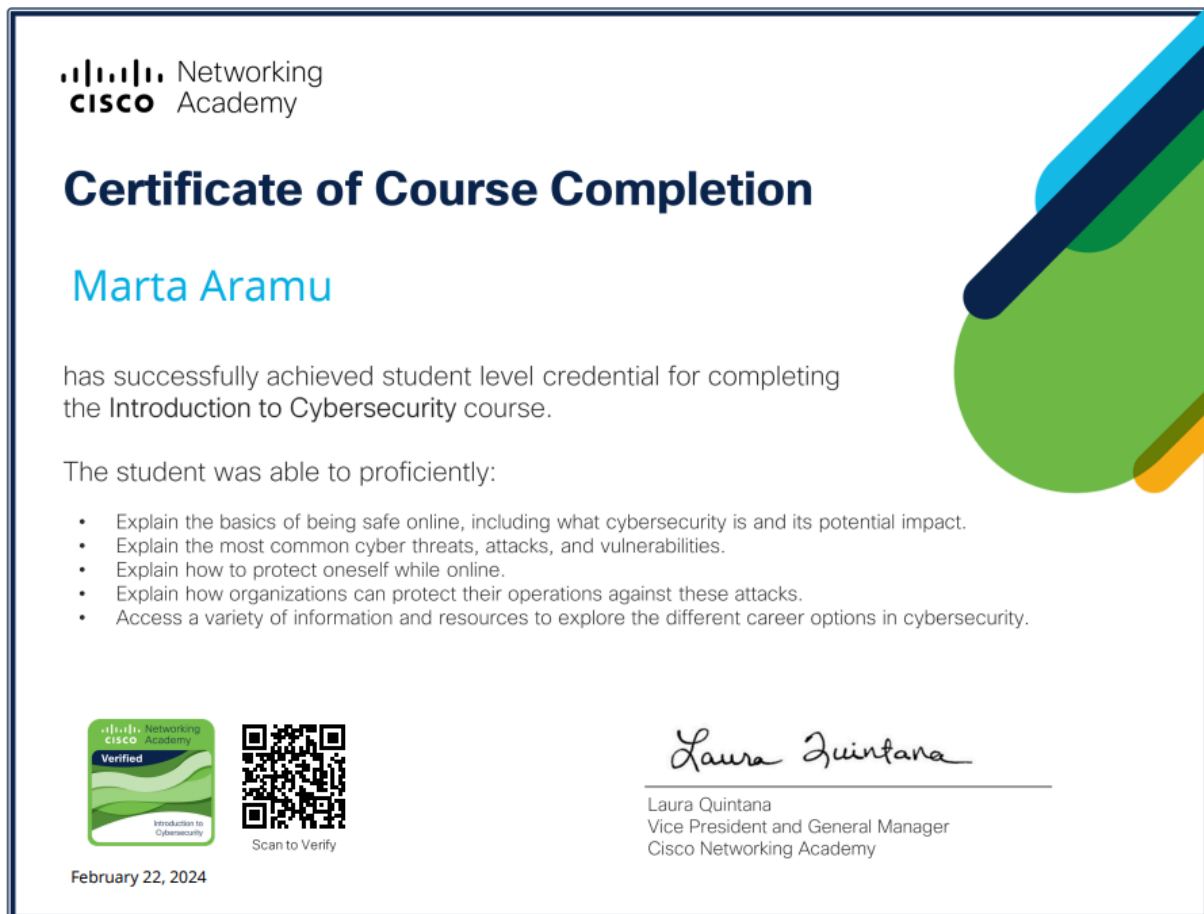 Networking
CISCO Academy
Certificate of Course Completion
Marta Aramu
has successfully achieved student level credential for completing
the Introduction to Cybersecurity course.
The student was able to proficiently:
• Explain the basics of being safe online, including what cybersecurity is and its potential impact.
• Explain the most common cyber threats, attacks, and vulnerabilities.
• Explain how to protect oneself while online.
• Explain how organizations can protect their operations against these attacks.
• Access a variety of information and resources to explore the different career options in cybersecurity.
Networking
CISCO Academy
Verified
Introduction to
Cybersecurity
Scan to Verify
February 22, 2024
Laura Quintana
Laura Quintana
Vice President and General Manager
Cisco Networking Academy